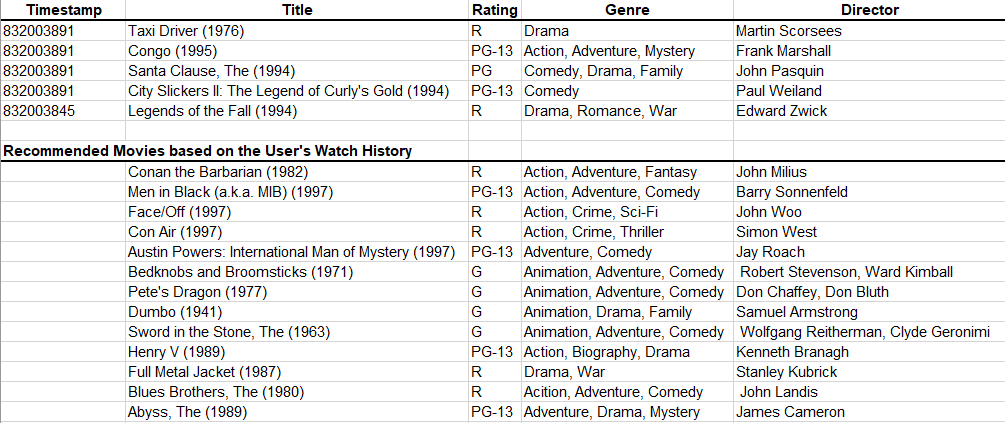 Timestamp Title Rating Genre Director
832003891 Taxi Driver (1976) R Drama Martin Scorsees
832003891 Congo (1995) PG-13 Action, Adventure, Mystery Frank Marshall
832003891 Santa Clause, The (1994) PG Comedy, Drama, Family John Pasquin
832003891 City Slickers II: The Legend of Curly's Gold (1994) PG-13 Comedy Paul Weiland
832003845 Legends of the Fall (1994) R Drama, Romance, War Edward Zwick
Recommended Movies based on the User's Watch History
Conan the Barbarian (1982) R Action, Adventure, Fantasy John Milius
Men in Black (a.k.a. MIB) (1997) PG-13 Action, Adventure, Comedy Barry Sonnenfeld
Face/Off (1997) R Action, Crime, Sci-Fi John Woo
Con Air (1997) R Action, Crime, Thriller Simon West
Austin Powers: International Man of Mystery (1997) PG-13 Adventure, Comedy Jay Roach
Bedknobs and Broomsticks (1971) G Animation, Adventure, Comedy Robert Stevenson, Ward Kimball
Pete's Dragon (1977) G Animation, Adventure, Comedy Don Chaffey, Don Bluth
Dumbo (1941) G Animation, Drama, Family Samuel Armstrong
Sword in the Stone, The (1963) G Animation, Adventure, Comedy Wolfgang Reitherman, Clyde Geronimi
Henry V (1989) PG-13 Action, Biography, Drama Kenneth Branagh
Full Metal Jacket (1987) R Drama, War Stanley Kubrick
Blues Brothers, The (1980) R Acition, Adventure, Comedy John Landis
Abyss, The (1989) PG-13 Adventure, Drama, Mystery James Cameron